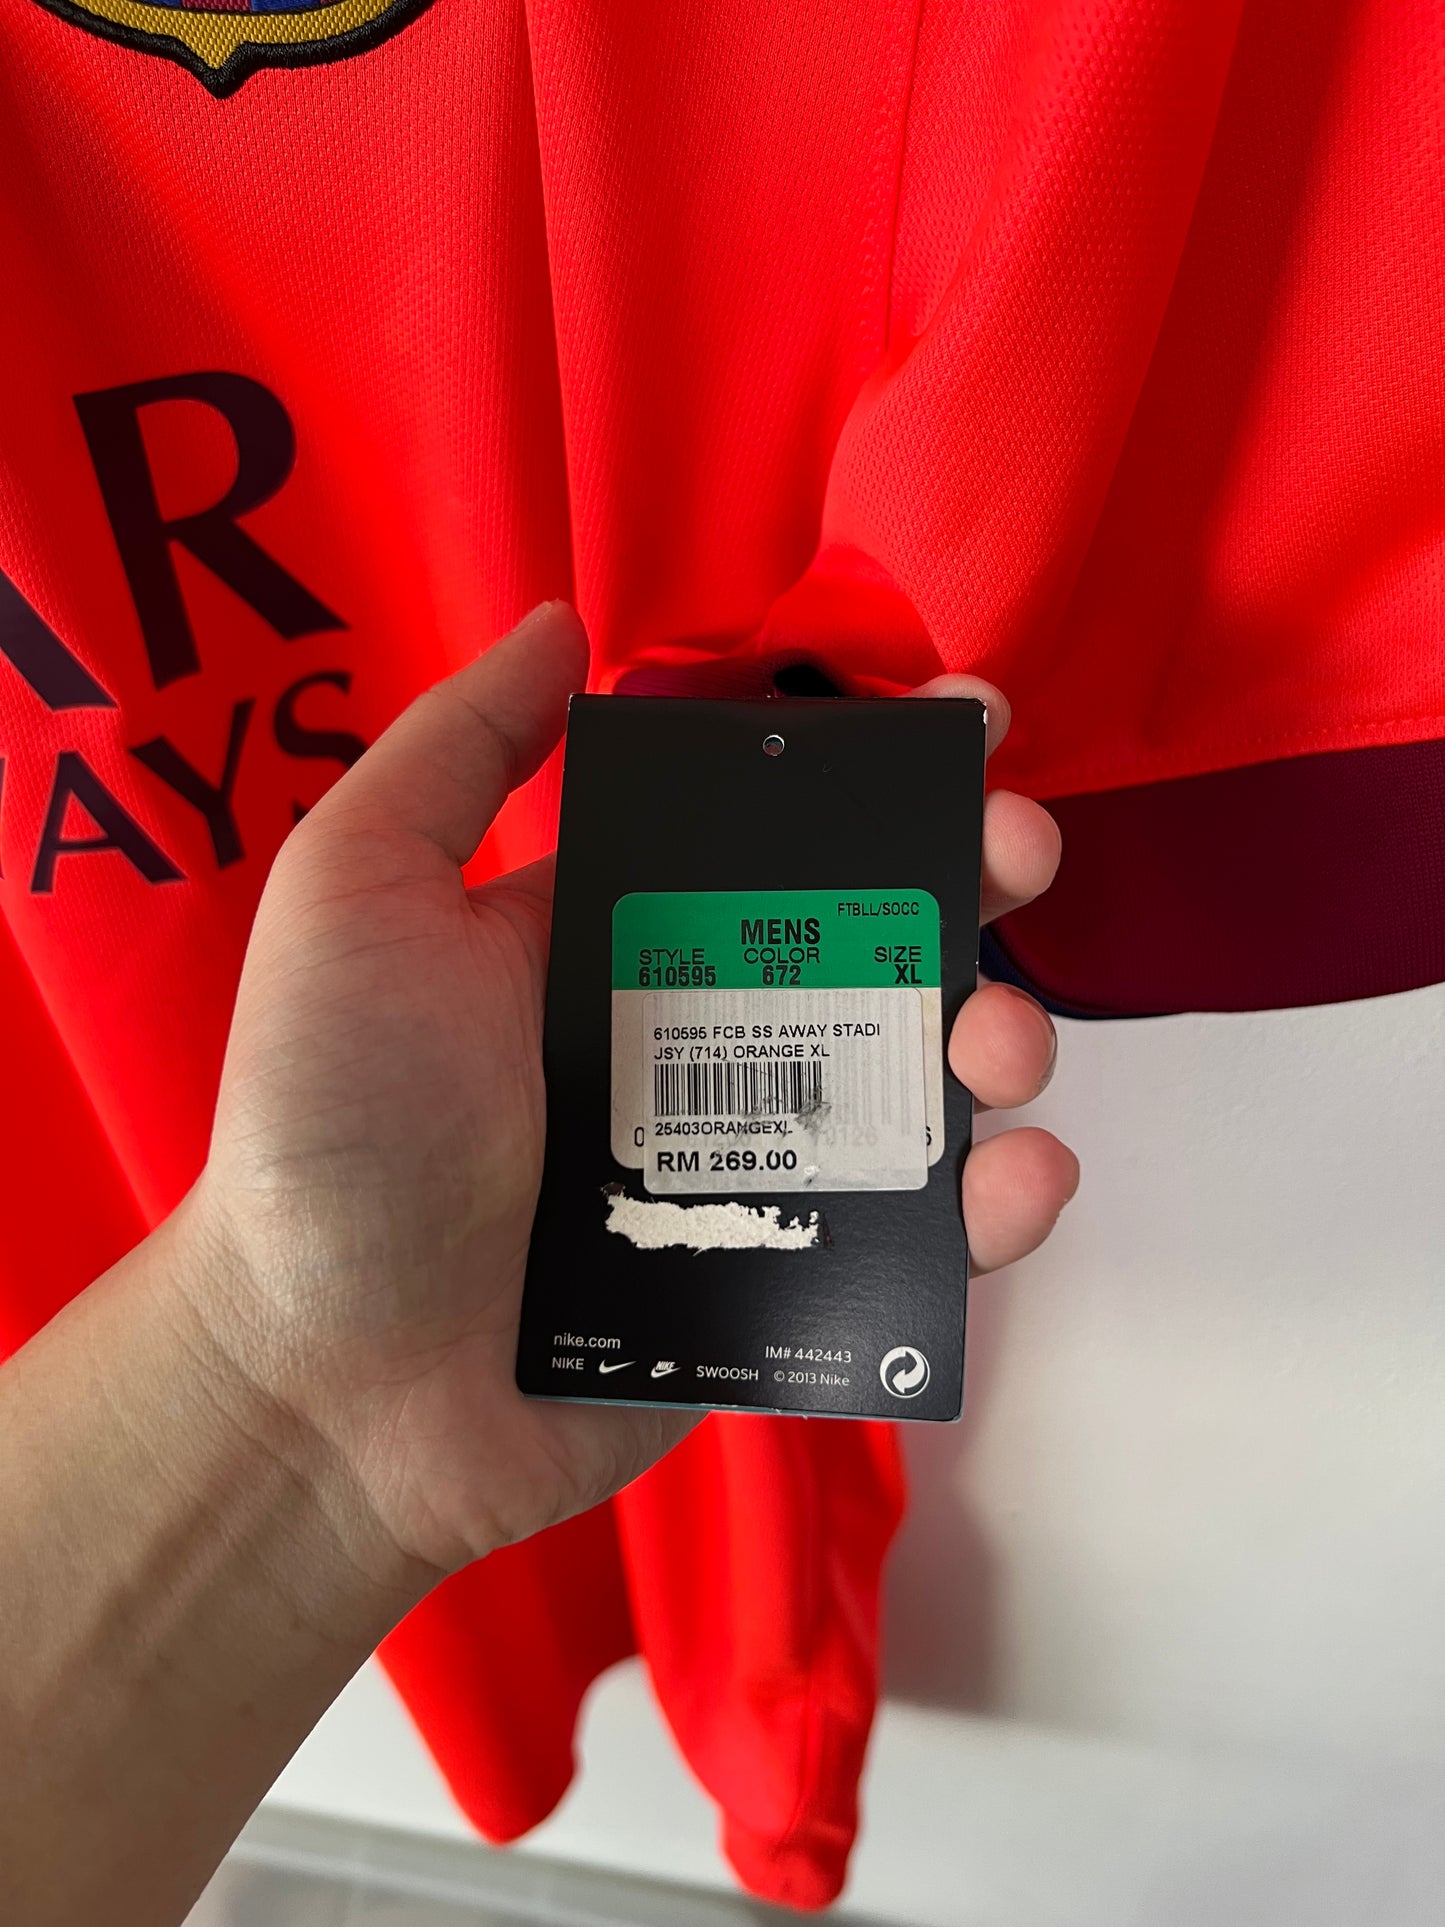 R
AYS
FTBLL/SOCC
MENS
STYLE COLOR SIZE
610595 672 XL
610595 FCB SS AWAY STADI
JSY (714) ORANGE XL
25403ORANGEXL
RM 269.00
nike.com
NIKE NIKE SWOOSH
IM# 442443
© 2013 Nike